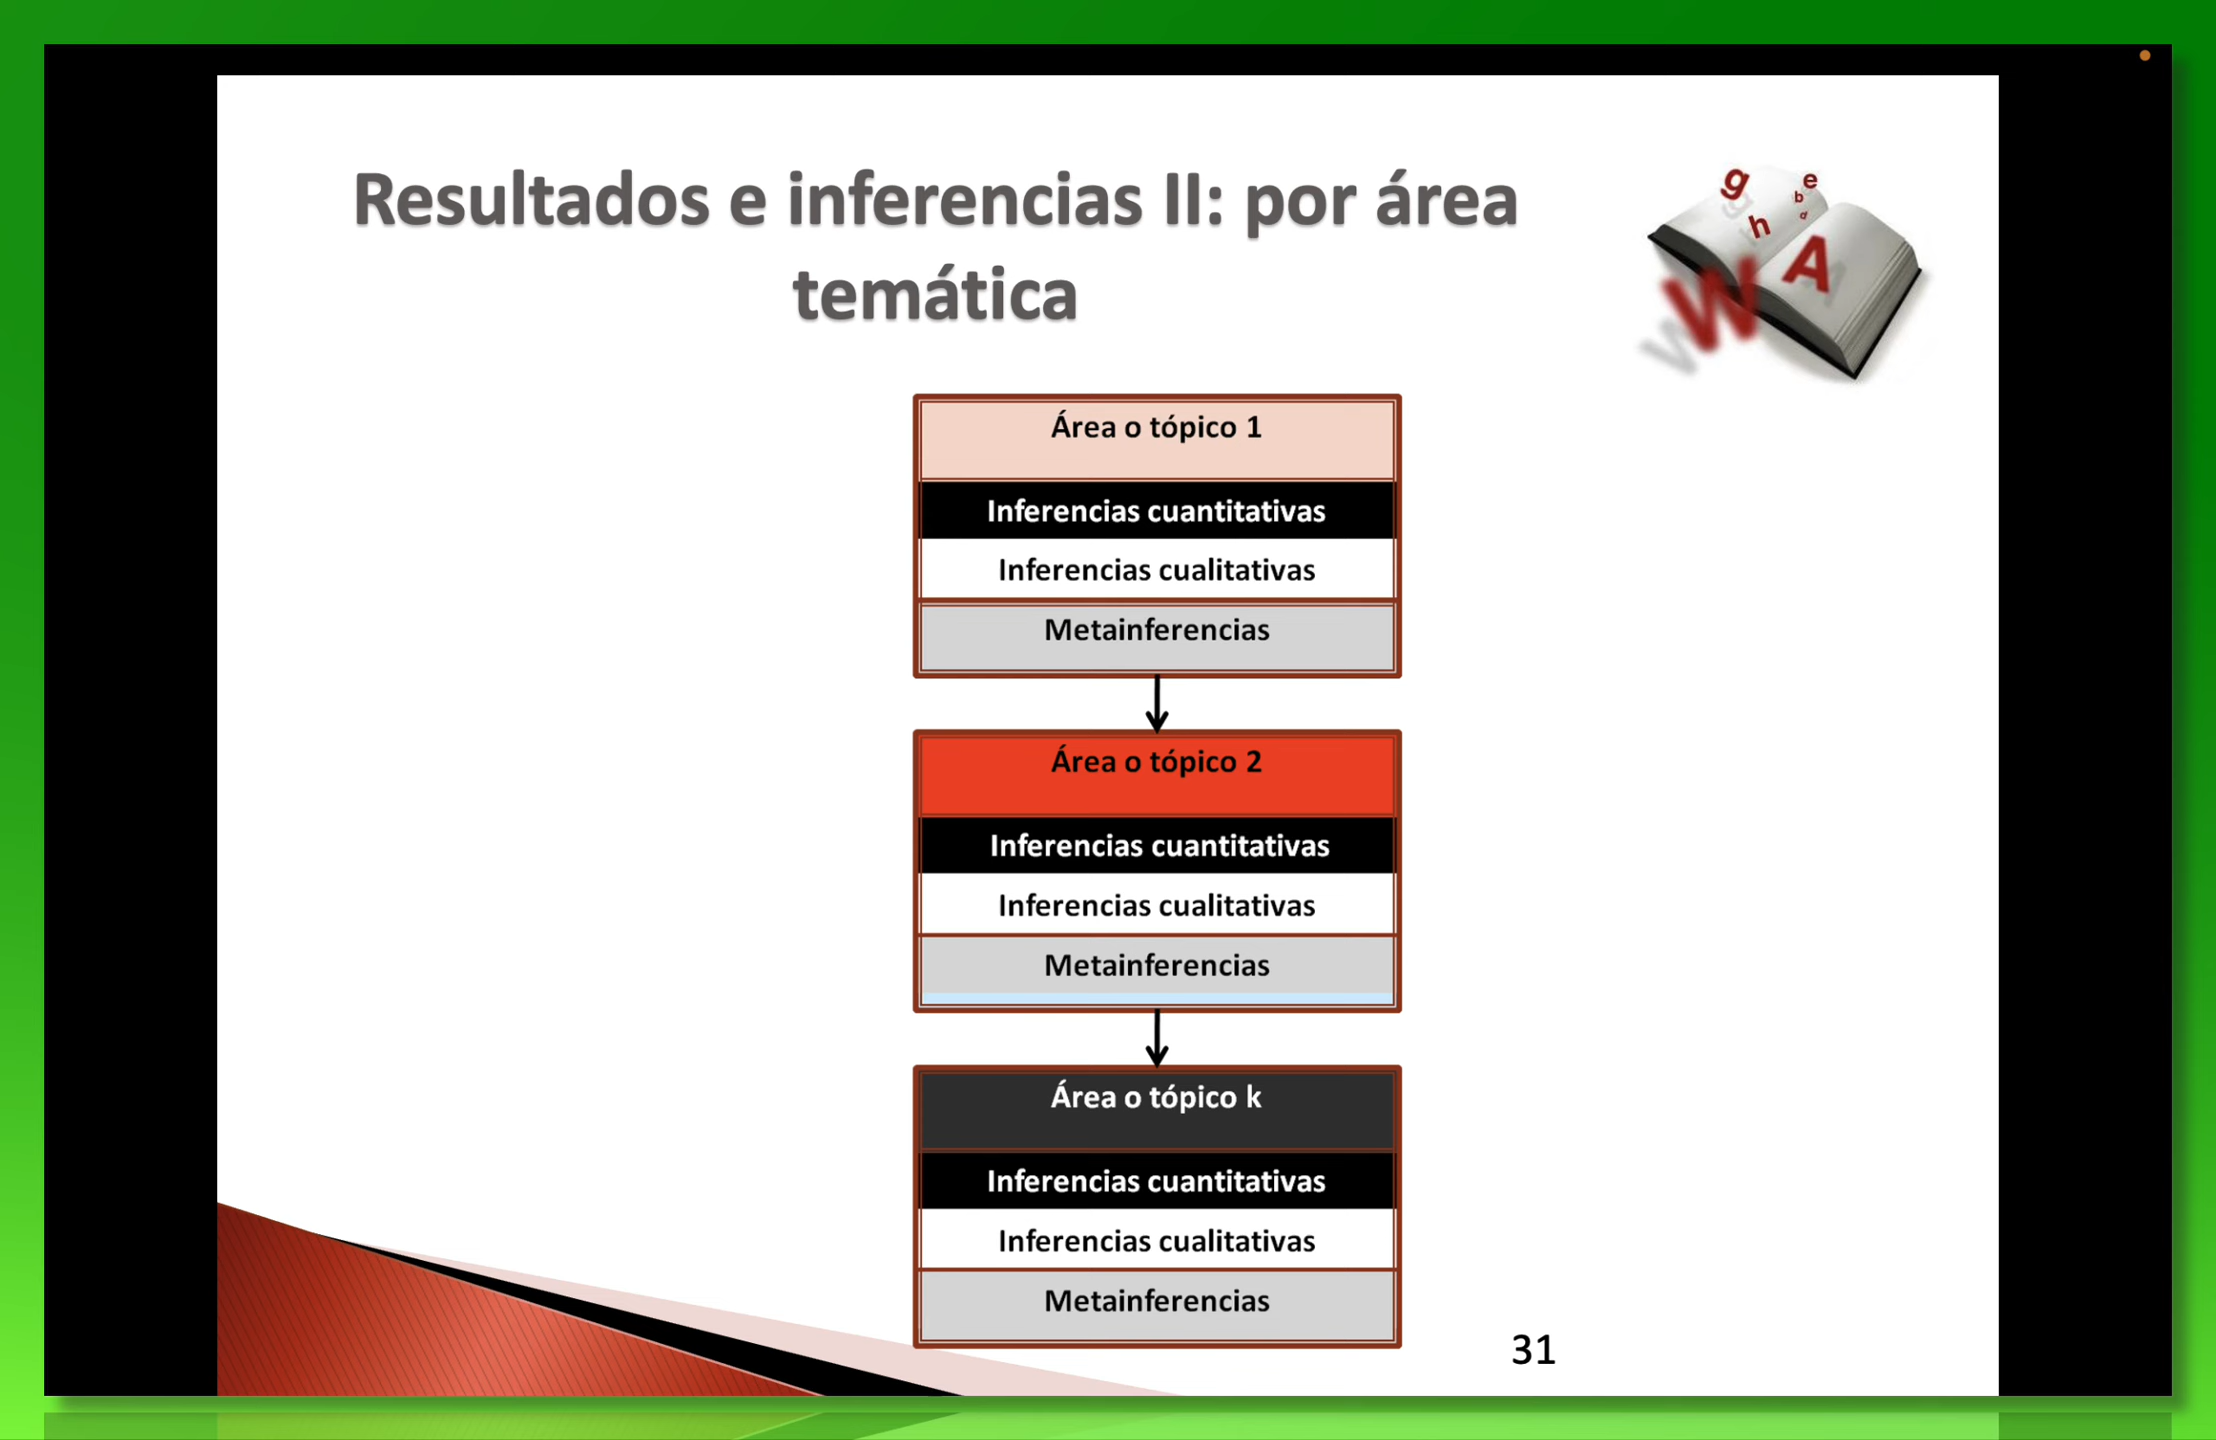 Resultados e inferencias II: por área
temática
g
e
b
d
h
A
W
Área o tópico 1
Inferencias cuantitativas
Inferencias cualitativas
Metainferencias
Área o tópico 2
Inferencias cuantitativas
Inferencias cualitativas
Metainferencias
Área o tópico k
Inferencias cuantitativas
Inferencias cualitativas
Metainferencias
31